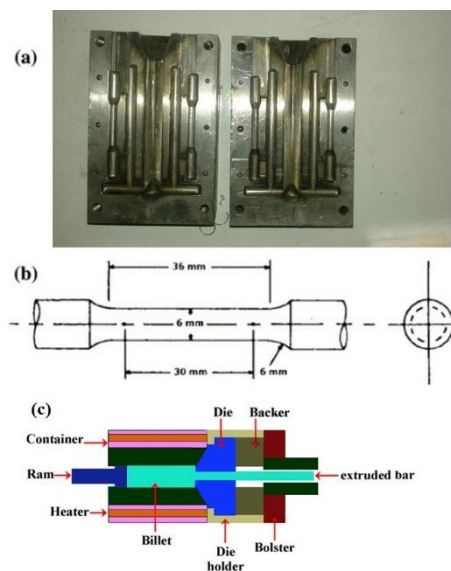 (a)
(b)
36 mm
6 mm
30 mm
6 mm
(c)
Die
Backer
Container
Ram
extruded bar
Heater
Billet
Die
holder
Bolster